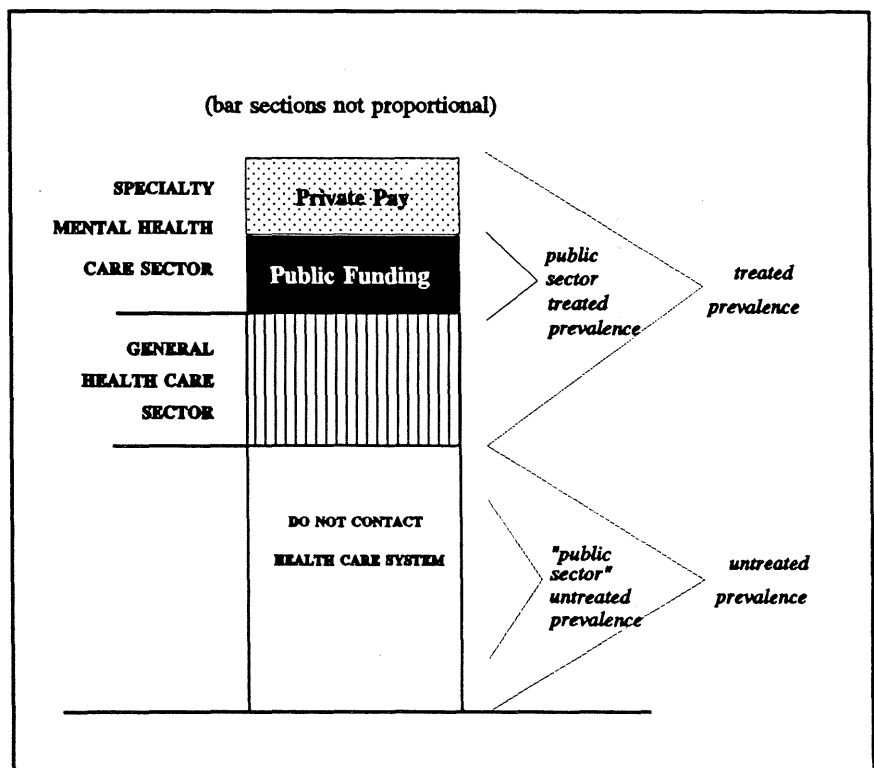 (bar sections not proportional)
SPECIALTY
MENTAL HEALTH
CARE SECTOR
Private Pay
Public Funding
public
sector
treated
prevalence
treated
prevalence
GENERAL
HEALTH CARE
SECTOR
DO NOT CONTACT
HEALTH CARE SYSTEM
"public
sector"
untreated
prevalence
untreated
prevalence